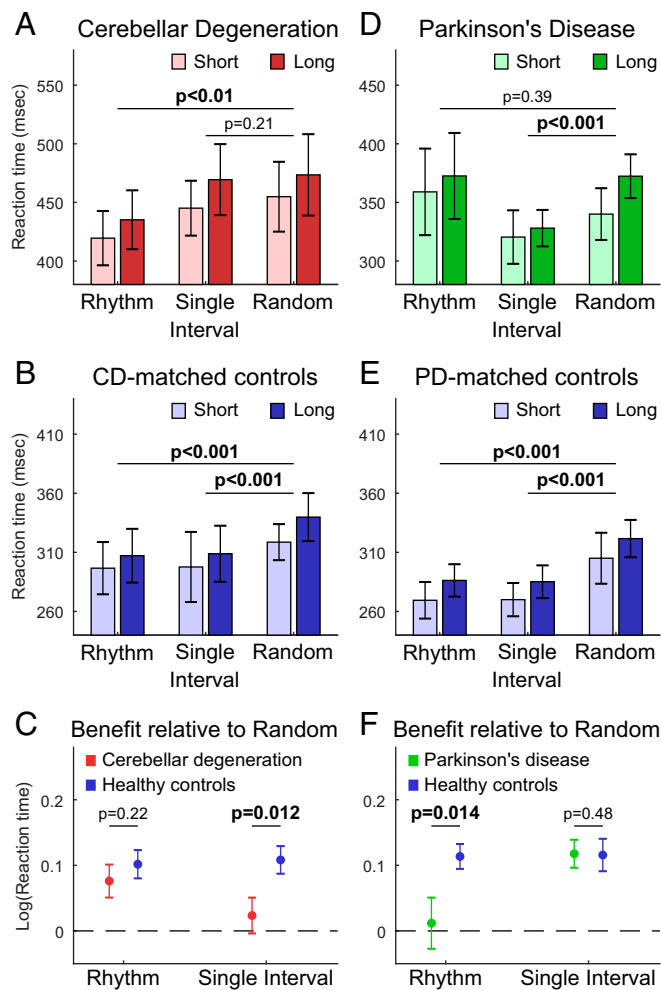 A Cerebellar Degeneration
Short Long
Reaction time (msec)
550
500
450
400
p<0.01
p=0.21
Rhythm Single Interval Random
D Parkinson's Disease
Short Long
450
400
350
300
p=0.39
p<0.001
Rhythm Single Interval Random
B CD-matched controls
Short Long
Reaction time (msec)
410
360
310
260
p<0.001
p<0.001
Rhythm Single Interval Random
E PD-matched controls
Short Long
410
360
310
260
p<0.001
p<0.001
Rhythm Single Interval Random
C Benefit relative to Random
Cerebellar degeneration
Healthy controls
Log(Reaction time)
0.2
0.1
0
p=0.22
p=0.012
Rhythm Single Interval
F Benefit relative to Random
Parkinson's disease
Healthy controls
0.2
0.1
0
p=0.014
p=0.48
Rhythm Single Interval